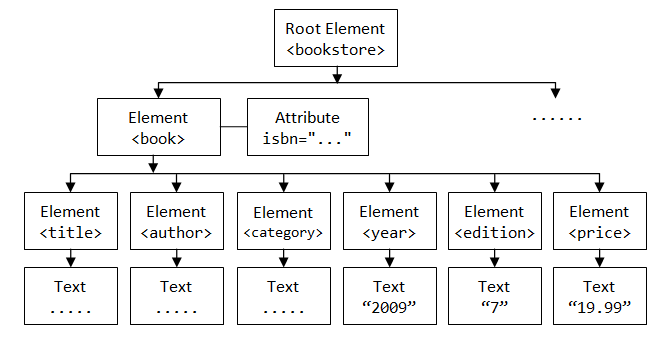 Root Element
<bookstore>
Element
<book>
Attribute
isbn="..."
......
Element
<title>
Element
<author>
Element
<category>
Element
<year>
Element
<edition>
Element
<price>
Text
.....
Text
.....
Text
.....
Text
“2009”
Text
“7”
Text
“19.99”